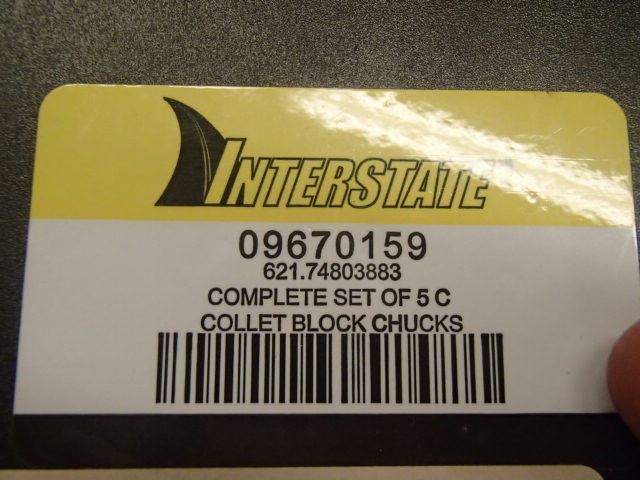 INTERSTATE
09670159
621.74803883
COMPLETE SET OF 5 C
COLLET BLOCK CHUCKS